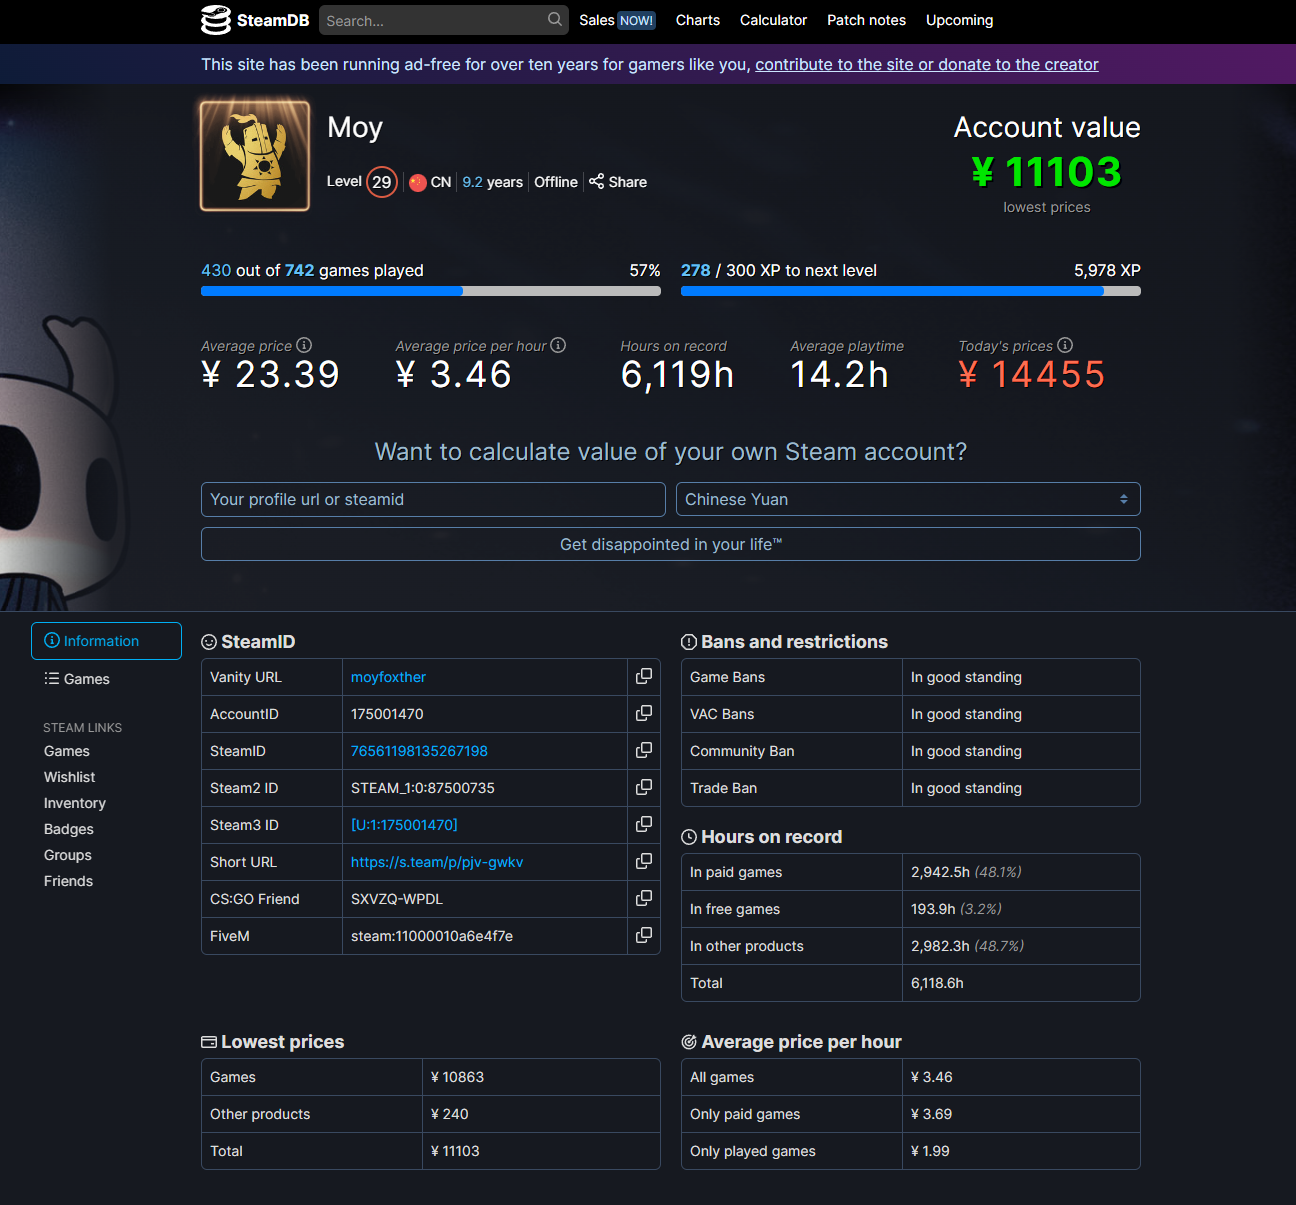 SteamDB Search... Sales NOW! Charts Calculator Patch notes Upcoming
This site has been running ad-free for over ten years for gamers like you, contribute to the site or donate to the creator
Moy
Level 29 CN 9.2 years Offline Share
Account value
¥ 11103
lowest prices
430 out of 742 games played 57%
278 / 300 XP to next level 5,978 XP
Average price Average price per hour Hours on record Average playtime Today's prices
¥ 23.39 ¥ 3.46 6,119h 14.2h ¥ 14455
Want to calculate value of your own Steam account?
Your profile url or steamid Chinese Yuan
Get disappointed in your life™
Information
Games
STEAM LINKS
Games
Wishlist
Inventory
Badges
Groups
Friends
SteamID
Vanity URL moyfoxther
AccountID 175001470
SteamID 76561198135267198
Steam2 ID STEAM_1:0:87500735
Steam3 ID [U:1:175001470]
Short URL https://s.team/p/pjv-gwkv
CS:GO Friend SXVZQ-WPDL
FiveM steam:11000010a6e4f7e
Bans and restrictions
Game Bans In good standing
VAC Bans In good standing
Community Ban In good standing
Trade Ban In good standing
Hours on record
In paid games 2,942.5h (48.1%)
In free games 193.9h (3.2%)
In other products 2,982.3h (48.7%)
Total 6,118.6h
Lowest prices
Games ¥ 10863
Other products ¥ 240
Total ¥ 11103
Average price per hour
All games ¥ 3.46
Only paid games ¥ 3.69
Only played games ¥ 1.99